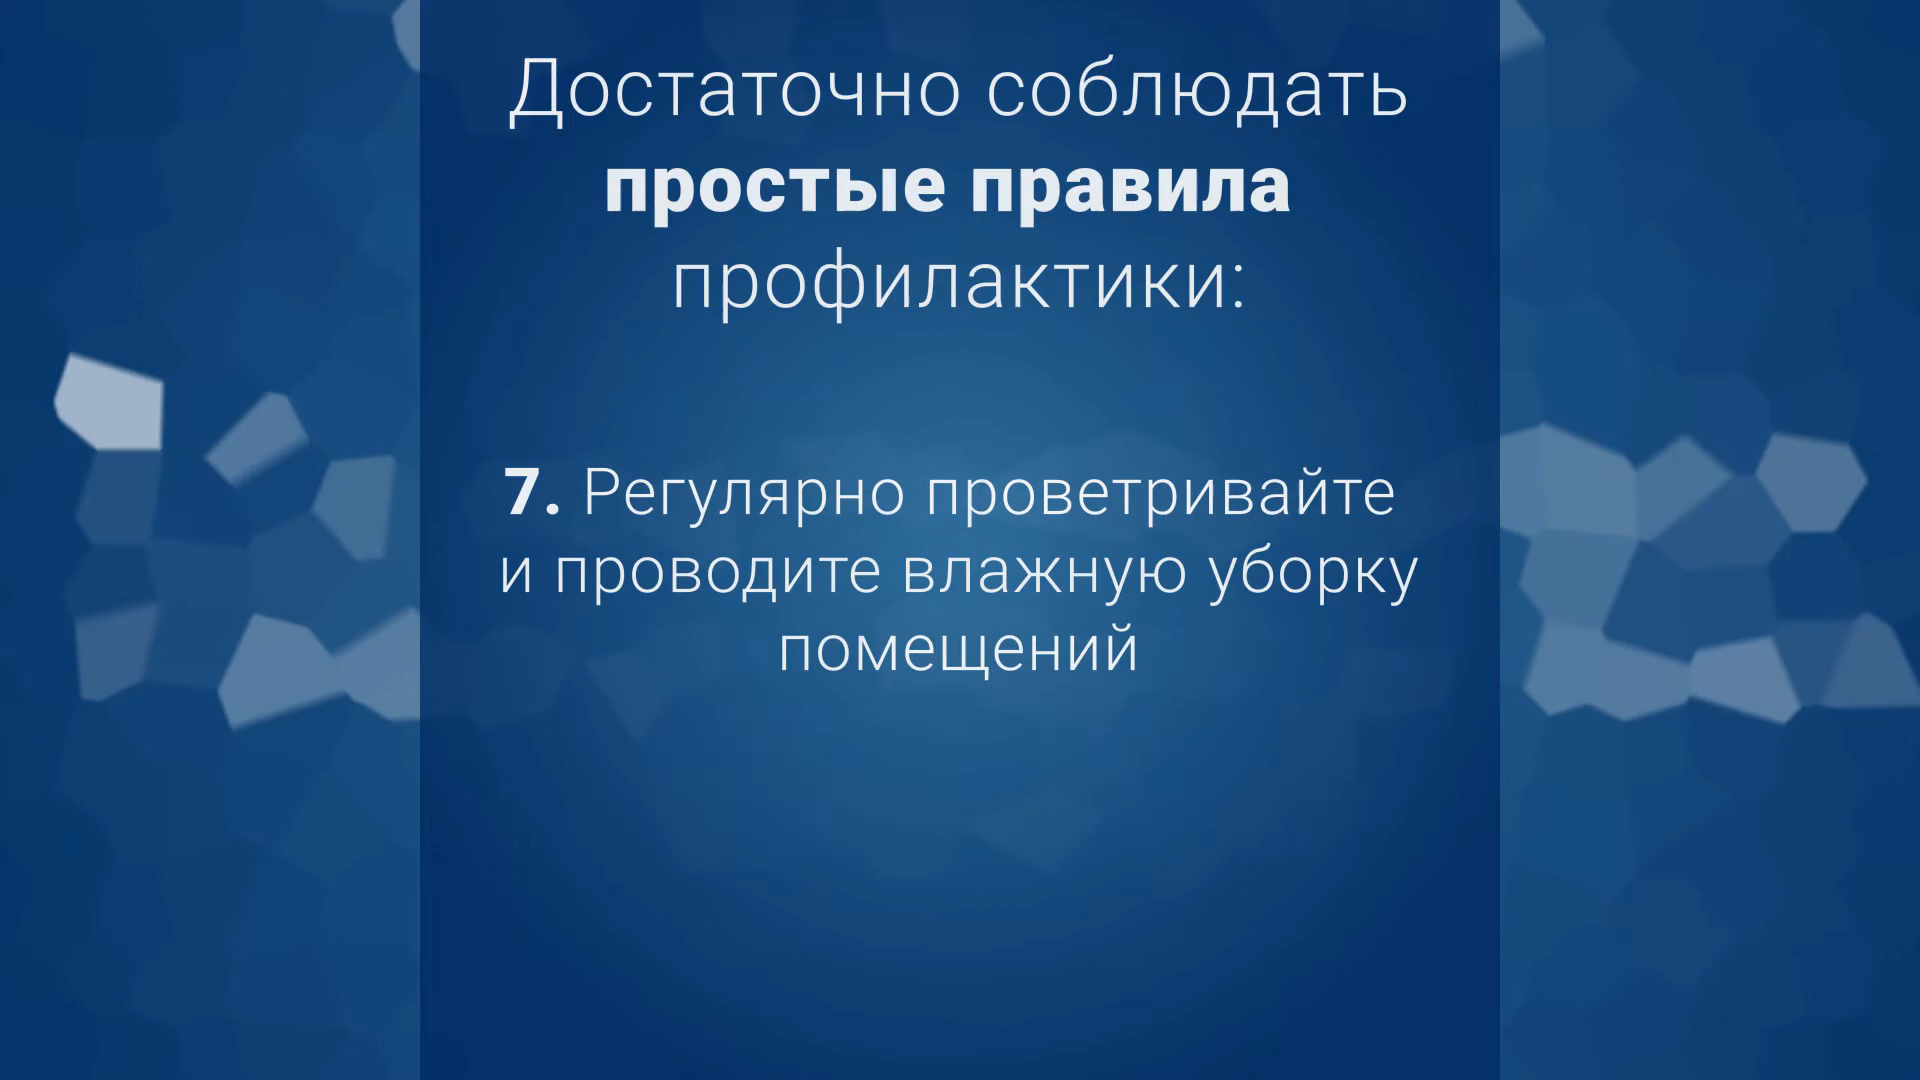 Достаточно соблюдать
простые правила
профилактики:
7. Регулярно проветривайте
и проводите влажную уборку
помещений